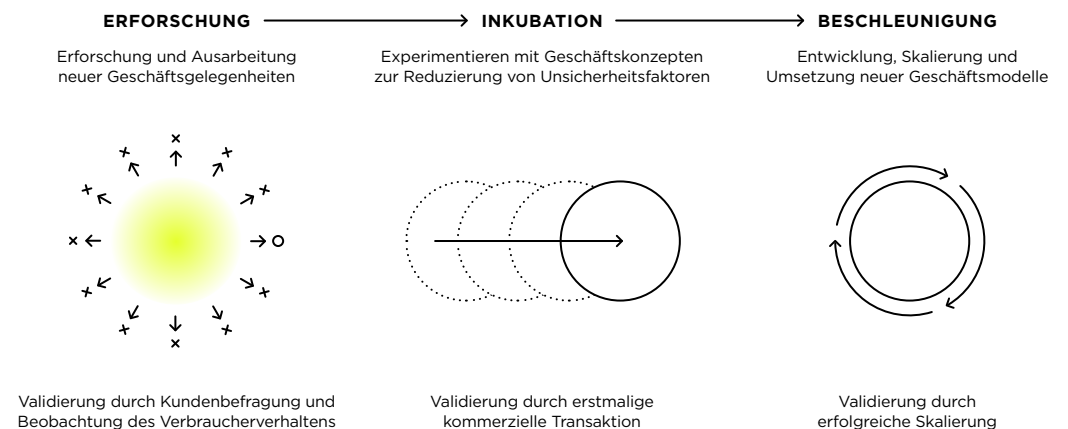 ERFORSCHUNG
Erforschung und Ausarbeitung
neuer Geschäftsgelegenheiten
INKUBATION
Experimentieren mit Geschäftskonzepten
zur Reduzierung von Unsicherheitsfaktoren
BESCHLEUNIGUNG
Entwicklung, Skalierung und
Umsetzung neuer Geschäftsmodelle
Validierung durch Kundenbefragung und
Beobachtung des Verbraucherverhaltens
Validierung durch erstmalige
kommerzielle Transaktion
Validierung durch
erfolgreiche Skalierung